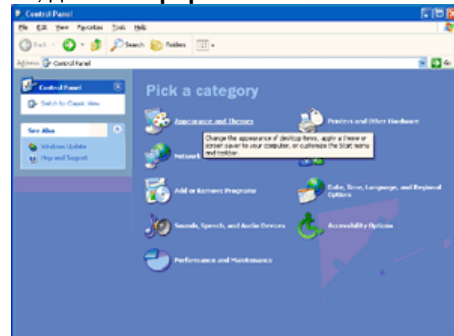 Control Panel
File Edit View Favorites Tools Help
Back Search Folders
Address Control Panel Go
Control Panel
Switch to Classic View
See Also
Windows Update
Help and Support
Pick a category
Appearance and Themes
Printers and Other Hardware
Change the appearance of desktop items, apply a theme or
screen saver to your computer, or customize the Start menu
and taskbar.
Network
Add or Remove Programs
Date, Time, Language, and Regional
Options
Sounds, Speech, and Audio Devices
Accessibility Options
Performance and Maintenance